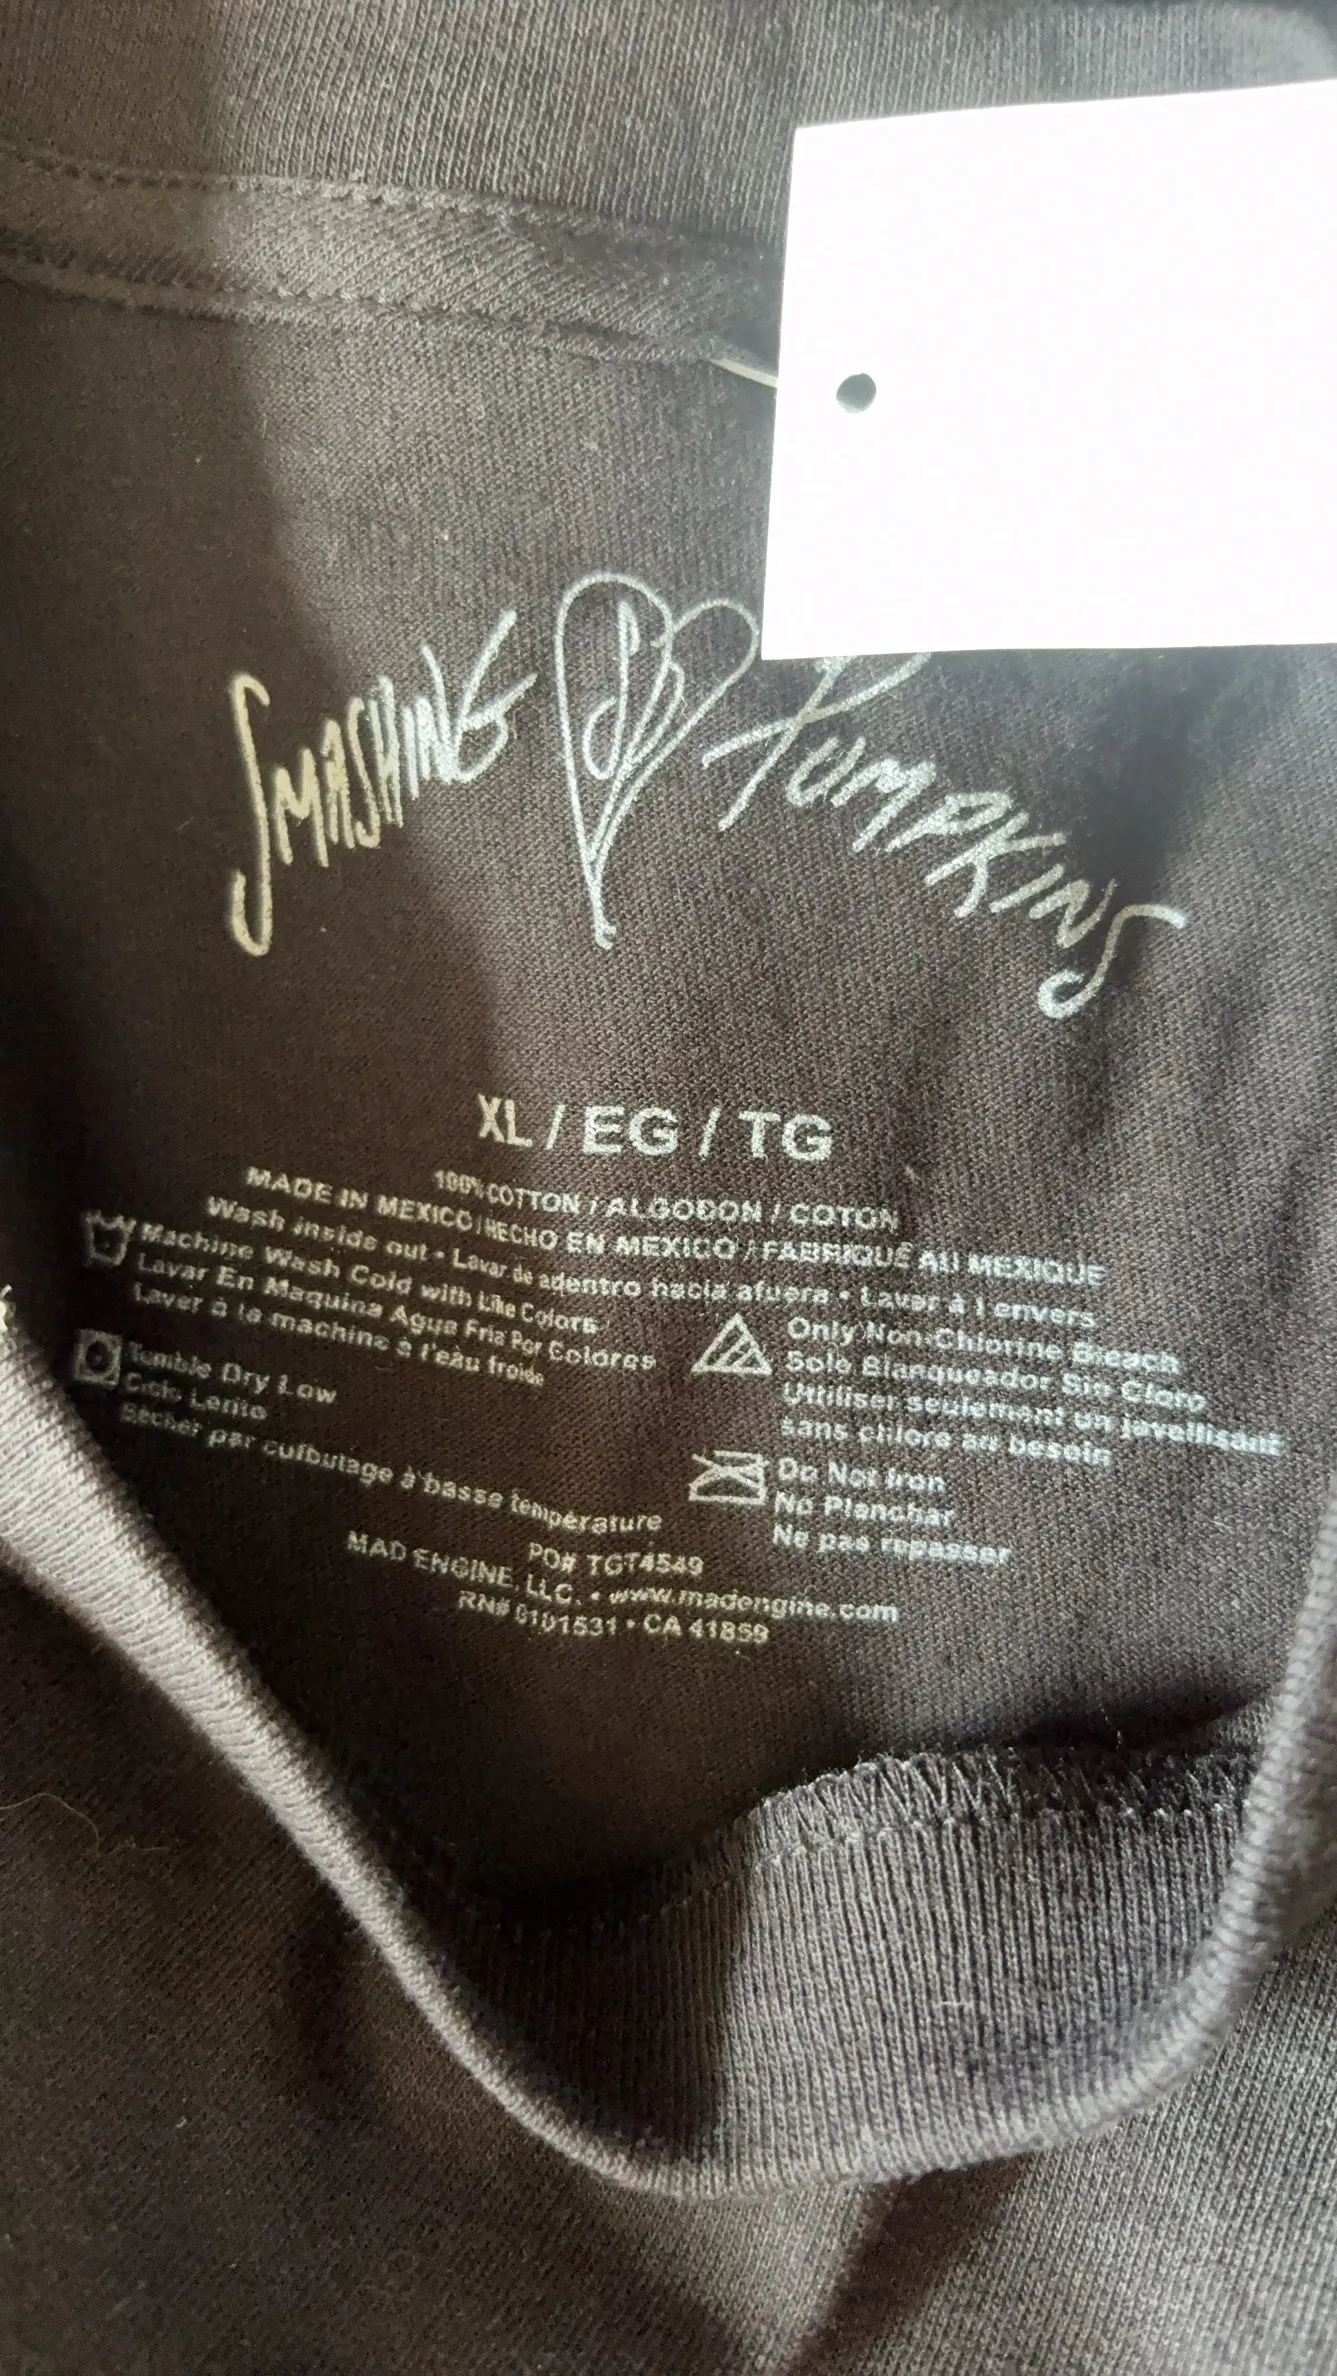 SMASHING PUMPKINS
XL / EG / TG
100% COTTON / ALGODON / COTON
MADE IN MEXICO / HECHO EN MEXICO / FABRIQUÉ AU MEXIQUE
Wash inside out • Lavar de adentro hacia afuera • Laver à l envers
Machine Wash Cold with Like Colors
Lavar En Maquina Agua Fria Por Colores
Laver à la machine à l'eau froide
Tumble Dry Low
Ciclo Lento
Sécher par culbutage à basse température
Only Non-Chlorine Bleach
Solo Blanqueador Sin Cloro
Utiliser seulement un javellisant
sans chlore au besoin
Do Not Iron
No Planchar
Ne pas repasser
PO# TGT4549
MAD ENGINE, LLC. • www.madengine.com
RN# 0101531 • CA 41859